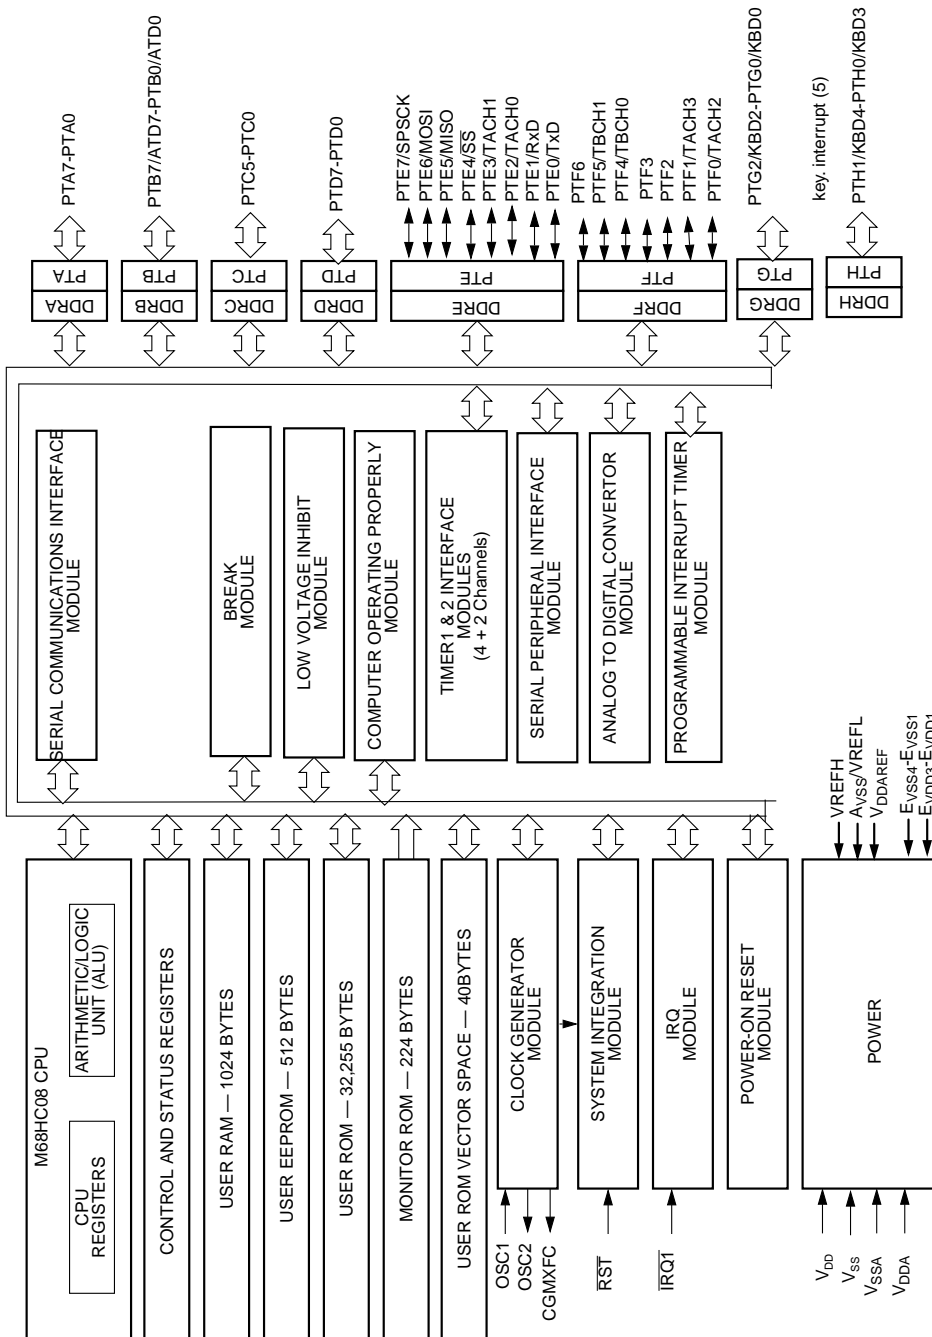 M68HC08 CPU
CPU
REGISTERS
ARITHMETIC/LOGIC
UNIT (ALU)
CONTROL AND STATUS REGISTERS
USER RAM — 1024 BYTES
USER EEPROM — 512 BYTES
USER ROM — 32,255 BYTES
MONITOR ROM — 224 BYTES
USER ROM VECTOR SPACE — 40BYTES
OSC1
OSC2
CGMXFC
CLOCK GENERATOR
MODULE
RST
SYSTEM INTEGRATION
MODULE
IRQ1
IRQ
MODULE
POWER-ON RESET
MODULE
VDD
VSS
VSSA
VDDA
POWER
VREFH
AVSS/VREFL
VDDAREF
EVSS4-EVSS1
EVDD3-EVDD1
SERIAL COMMUNICATIONS INTERFACE
MODULE
BREAK
MODULE
LOW VOLTAGE INHIBIT
MODULE
COMPUTER OPERATING PROPERLY
MODULE
TIMER1 & 2 INTERFACE
MODULES
(4 + 2 Channels)
SERIAL PERIPHERAL INTERFACE
MODULE
ANALOG TO DIGITAL CONVERTOR
MODULE
PROGRAMMABLE INTERRUPT TIMER
MODULE
DDRA
PTA
PTA7-PTA0
DDRB
PTB
PTB7/ATD7-PTB0/ATD0
DDRC
PTC
PTC5-PTC0
DDRD
PTD
PTD7-PTD0
DDRE
PTE
PTE7/SPSCK
PTE6/MOSI
PTE5/MISO
PTE4/SS
PTE3/TACH1
PTE2/TACH0
PTE1/RxD
PTE0/TxD
DDRF
PTF
PTF6
PTF5/TBCH1
PTF4/TBCH0
PTF3
PTF2
PTF1/TACH3
PTF0/TACH2
DDRG
PTG
PTG2/KBD2-PTG0/KBD0
key. interrupt (5)
DDRH
PTH
PTH1/KBD4-PTH0/KBD3